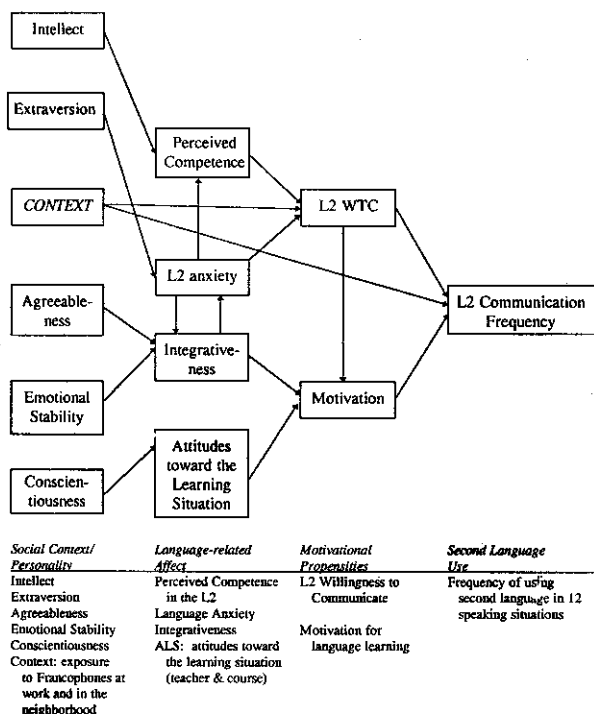 Intellect
Extraversion
Perceived
Competence
CONTEXT
L2 WTC
L2 anxiety
Agreeable-
ness
L2 Communication
Frequency
Integrative-
ness
Emotional
Stability
Motivation
Attitudes
toward the
Learning
Situation
Conscien-
tiousness
Social Context/
Personality
Intellect
Extraversion
Agreeableness
Emotional Stability
Conscientiousness
Context: exposure
to Francophones at
work and in the
neighborhood
Language-related
Affect
Perceived Competence
in the L2
Language Anxiety
Integrativeness
ALS: attitudes toward
the learning situation
(teacher & course)
Motivational
Propensities
L2 Willingness to
Communicate
Motivation for
language learning
Second Language
Use
Frequency of using
second language in 12
speaking situations